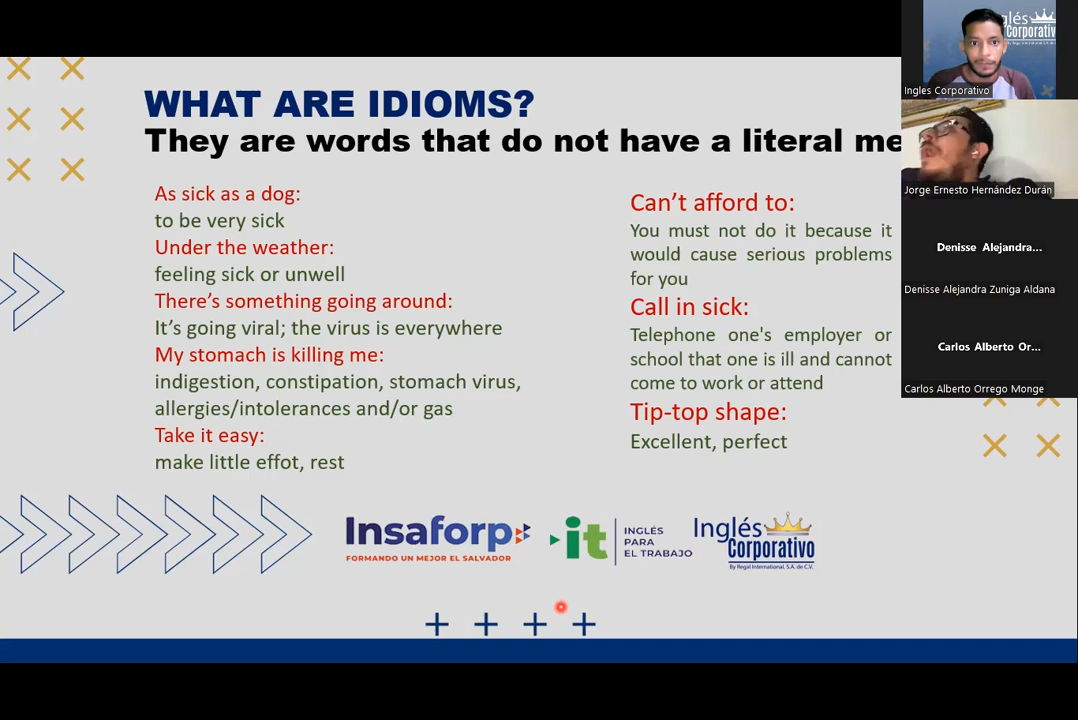 WHAT ARE IDIOMS?
They are words that do not have a literal me
As sick as a dog:
to be very sick
Under the weather:
feeling sick or unwell
There's something going around:
It's going viral; the virus is everywhere
My stomach is killing me:
indigestion, constipation, stomach virus,
allergies/intolerances and/or gas
Take it easy:
make little effot, rest
Can't afford to:
You must not do it because it
would cause serious problems
for you
Call in sick:
Telephone one's employer or
school that one is ill and cannot
come to work or attend
Tip-top shape:
Excellent, perfect
Insaforp
FORMANDO UN MEJOR EL SALVADOR
it
INGLÉS
PARA
EL TRABAJO
Inglés
Corporativo
By Regal International, S.A. de C.V.
glés
Corporativo
Ingles Corporativo
Jorge Ernesto Hernández Durán
Denisse Alejandra...
Denisse Alejandra Zuniga Aldana
Carlos Alberto Or...
Carlos Alberto Orrego Monge